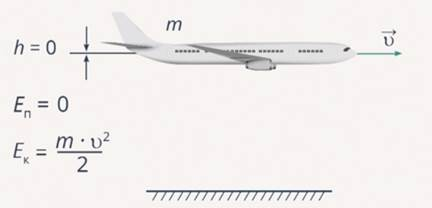 m
h = 0
υ⃗
Eп = 0
Eк = m · υ² / 2